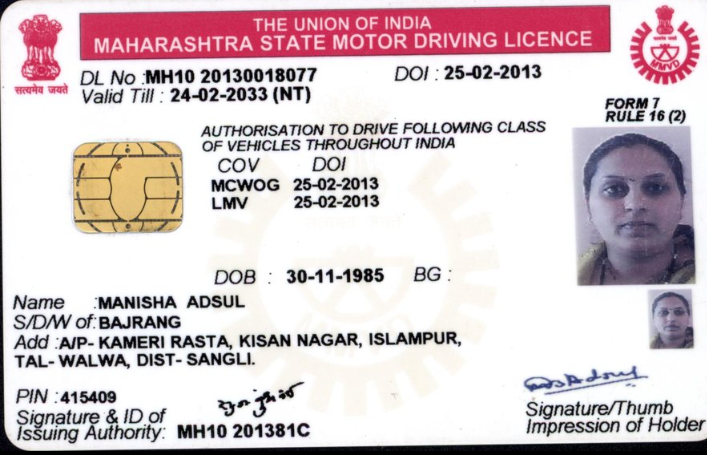 THE UNION OF INDIA
MAHARASHTRA STATE MOTOR DRIVING LICENCE
सत्यमेव जयते
MMVD
DL No : MH10 20130018077 DOI : 25-02-2013
Valid Till : 24-02-2033 (NT)
FORM 7
RULE 16 (2)
AUTHORISATION TO DRIVE FOLLOWING CLASS
OF VEHICLES THROUGHOUT INDIA
COV DOI
MCWOG 25-02-2013
LMV 25-02-2013
DOB : 30-11-1985 BG :
Name : MANISHA ADSUL
S/D/W of : BAJRANG
Add : A/P- KAMERI RASTA, KISAN NAGAR, ISLAMPUR,
TAL- WALWA, DIST- SANGLI.
PIN : 415409
Signature & ID of
Issuing Authority: MH10 201381C
Signature/Thumb
Impression of Holder